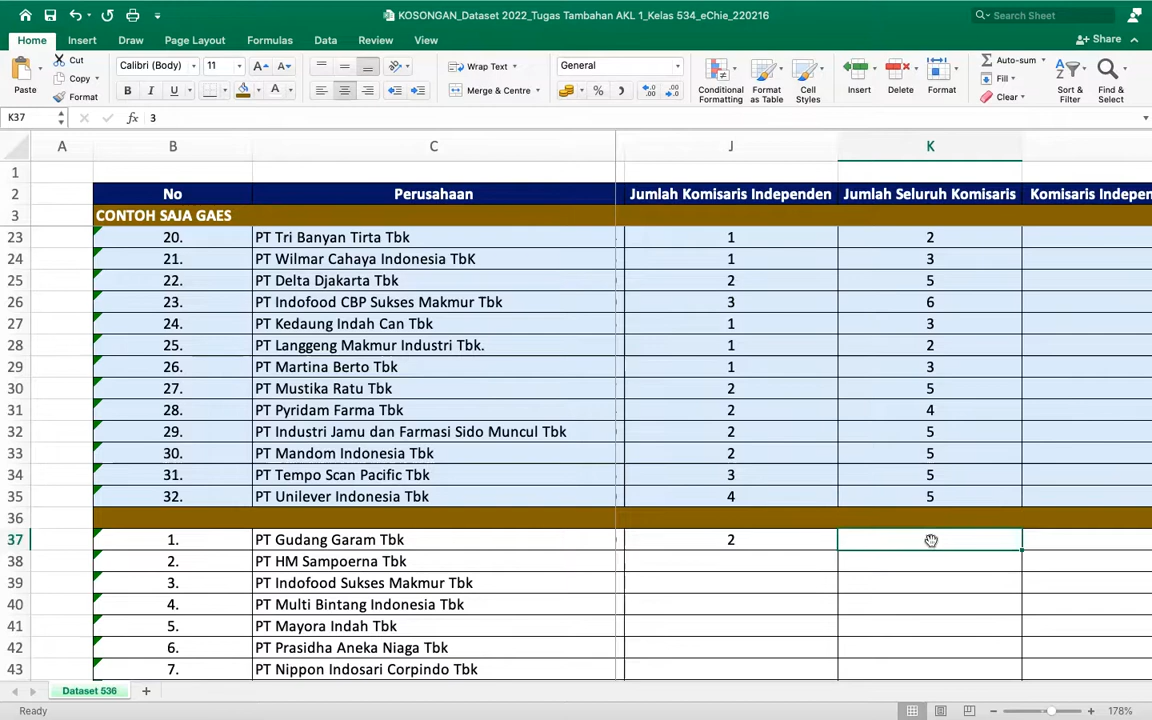 KOSONGAN_Dataset 2022_Tugas Tambahan AKL 1_Kelas 534_eChie_220216
Search Sheet
Home Insert Draw Page Layout Formulas Data Review View
Share
Paste Cut Copy Format
Calibri (Body) 11
B I U
Wrap Text
Merge & Centre
General
Conditional Formatting
Format as Table
Cell Styles
Insert Delete Format
Auto-sum
Fill
Clear
Sort & Filter
Find & Select
K37 fx 3
A B C J K
1
2 No Perusahaan Jumlah Komisaris Independen Jumlah Seluruh Komisaris Komisaris Indepen
3 CONTOH SAJA GAES
23 20. PT Tri Banyan Tirta Tbk 1 2
24 21. PT Wilmar Cahaya Indonesia TbK 1 3
25 22. PT Delta Djakarta Tbk 2 5
26 23. PT Indofood CBP Sukses Makmur Tbk 3 6
27 24. PT Kedaung Indah Can Tbk 1 3
28 25. PT Langgeng Makmur Industri Tbk. 1 2
29 26. PT Martina Berto Tbk 1 3
30 27. PT Mustika Ratu Tbk 2 5
31 28. PT Pyridam Farma Tbk 2 4
32 29. PT Industri Jamu dan Farmasi Sido Muncul Tbk 2 5
33 30. PT Mandom Indonesia Tbk 2 5
34 31. PT Tempo Scan Pacific Tbk 3 5
35 32. PT Unilever Indonesia Tbk 4 5
36
37 1. PT Gudang Garam Tbk 2
38 2. PT HM Sampoerna Tbk
39 3. PT Indofood Sukses Makmur Tbk
40 4. PT Multi Bintang Indonesia Tbk
41 5. PT Mayora Indah Tbk
42 6. PT Prasidha Aneka Niaga Tbk
43 7. PT Nippon Indosari Corpindo Tbk
Dataset 536
Ready
178%